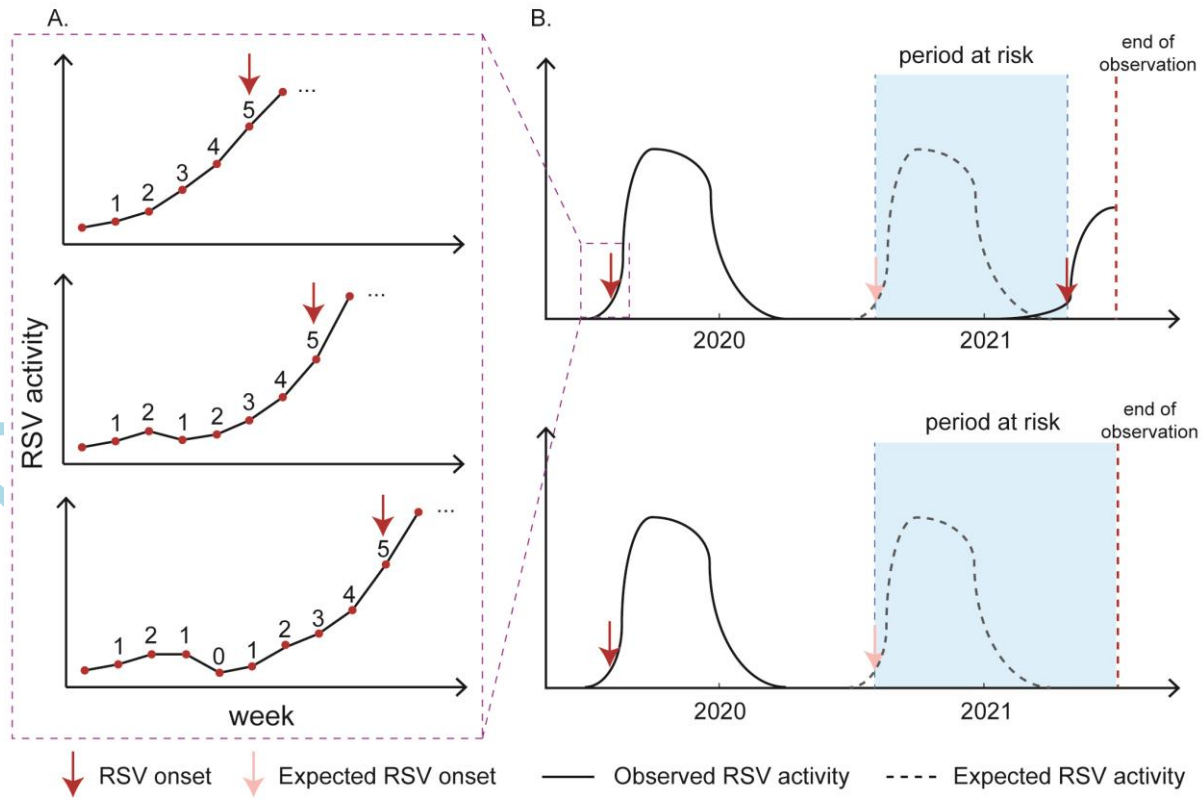 A.
5
...
4
3
2
1
5
...
4
3
2
1
2
1
5
...
4
3
2
1
0
1
2
1
RSV activity
week
B.
period at risk
end of
observation
2020
2021
period at risk
end of
observation
2020
2021
RSV onset
Expected RSV onset
Observed RSV activity
Expected RSV activity